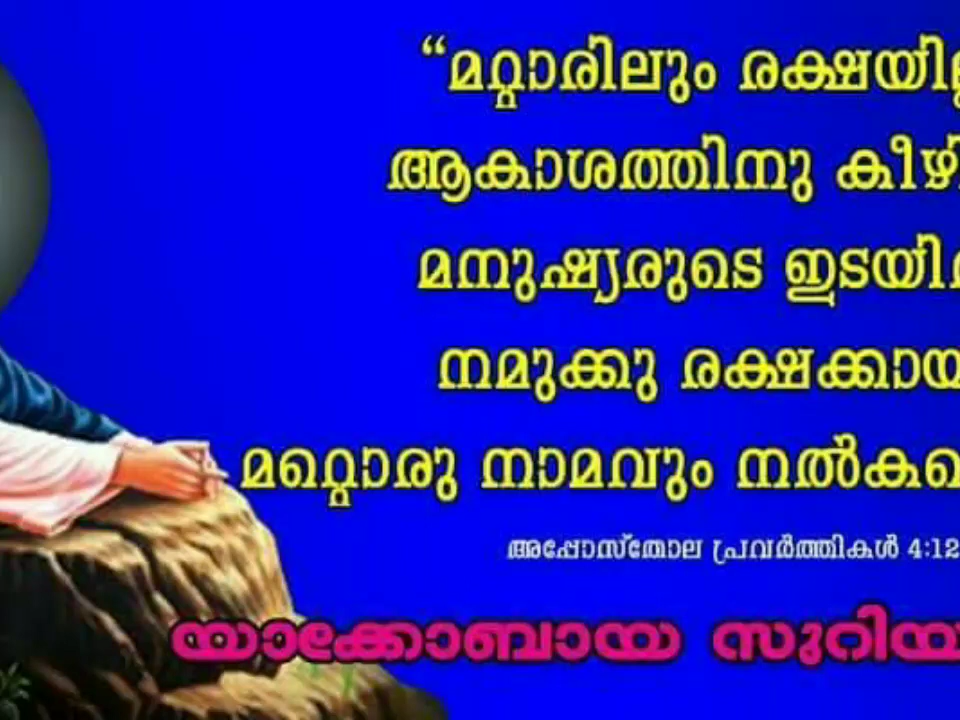 “മറ്റാരിലും
ആകാശത്തിനു
മനുഷ്യരുടെ
നമുക്കു
മറ്റൊരു നാമവും
അപ്പോസ്തോല പ്രവർത്തികൾ 4:12
യാക്കോബായ